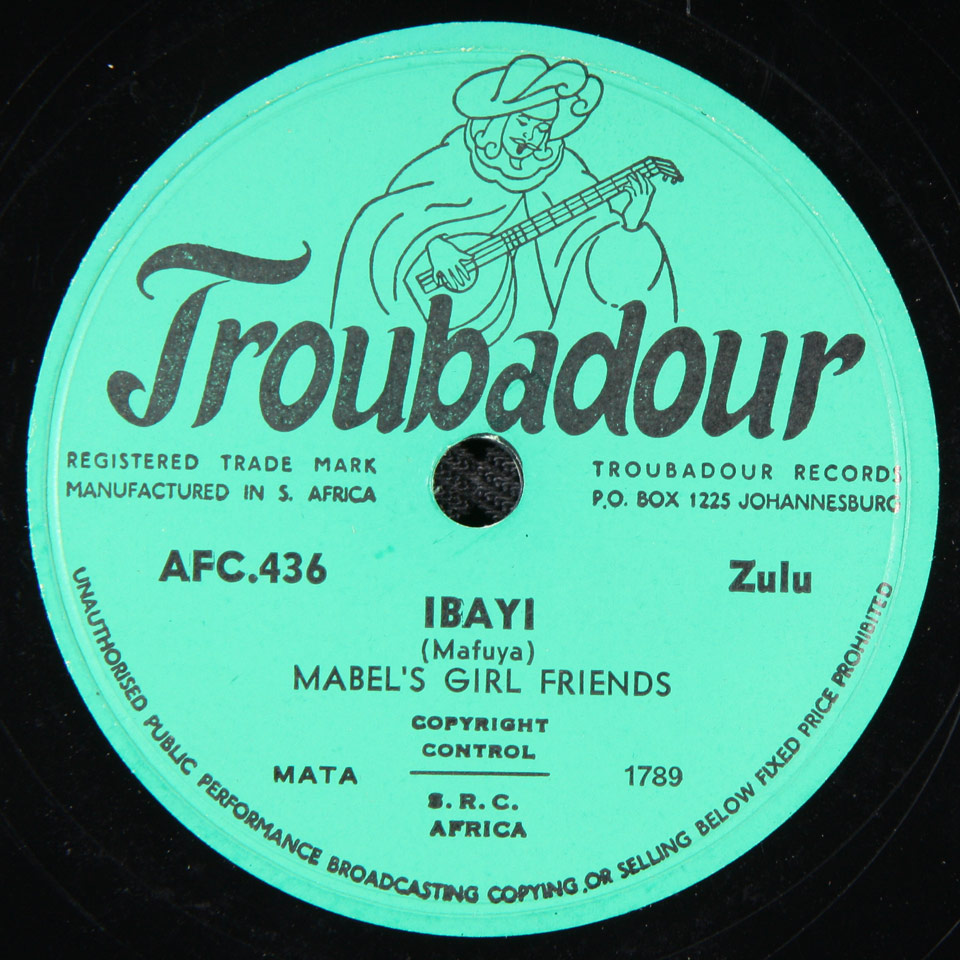 Troubadour
REGISTERED TRADE MARK
MANUFACTURED IN S. AFRICA
TROUBADOUR RECORDS
P.O. BOX 1225 JOHANNESBURG
AFC.436
Zulu
IBAYI
(Mafuya)
MABEL'S GIRL FRIENDS
COPYRIGHT
CONTROL
MATA
1789
S.R.C.
AFRICA
UNAUTHORISED PUBLIC PERFORMANCE BROADCASTING COPYING OR SELLING BELOW FIXED PRICE PROHIBITED